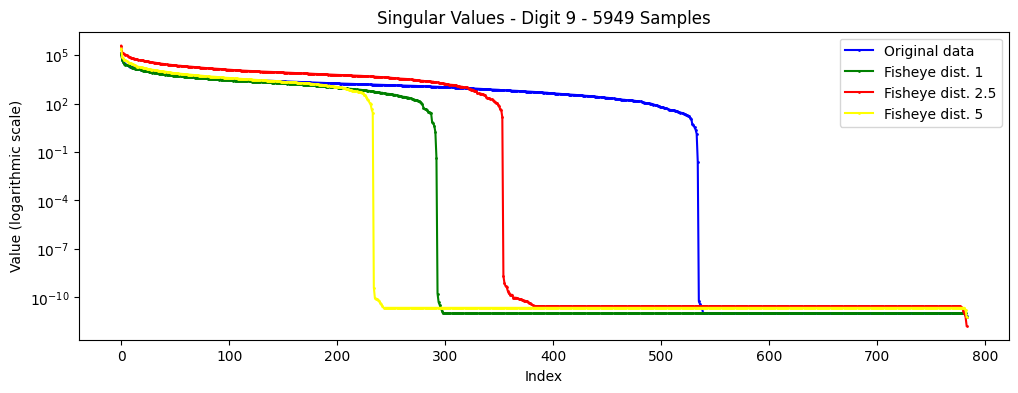 Singular Values - Digit 9 - 5949 Samples
Value (logarithmic scale)
10^5
10^2
10^-1
10^-4
10^-7
10^-10
Original data
Fisheye dist. 1
Fisheye dist. 2.5
Fisheye dist. 5
0 100 200 300 400 500 600 700 800
Index